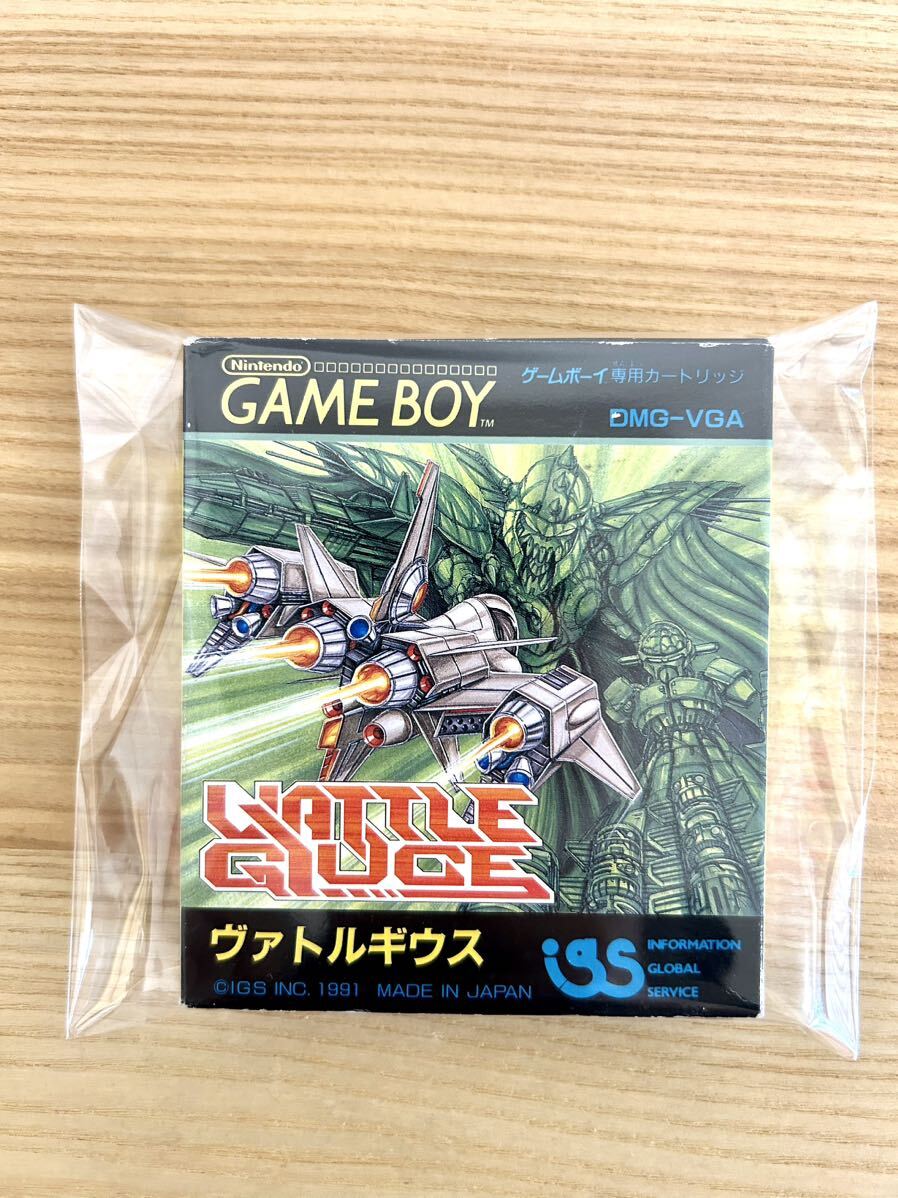 Nintendo
GAME BOY™
ゲームボーイ専用カートリッジ
DMG-VGA
VATTLE
GIUCE
ヴァトルギウス
©IGS INC. 1991 MADE IN JAPAN
igs
INFORMATION
GLOBAL
SERVICE